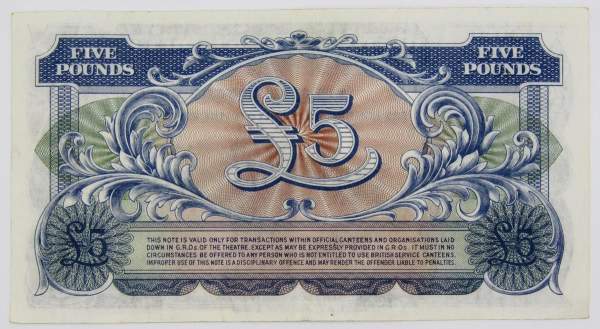 FIVE POUNDS FIVE POUNDS
£5
£5 £5
THIS NOTE IS VALID ONLY FOR TRANSACTIONS WITHIN OFFICIAL CANTEENS AND ORGANISATIONS LAID
DOWN IN G.R.Os. OF THE THEATRE. EXCEPT AS MAY BE EXPRESSLY PROVIDED IN G.R.Os. IT MUST IN NO
CIRCUMSTANCES BE OFFERED TO ANY PERSON WHO IS NOT ENTITLED TO USE BRITISH SERVICE CANTEENS.
IMPROPER USE OF THIS NOTE IS A DISCIPLINARY OFFENCE AND MAY RENDER THE OFFENDER LIABLE TO PENALTIES.